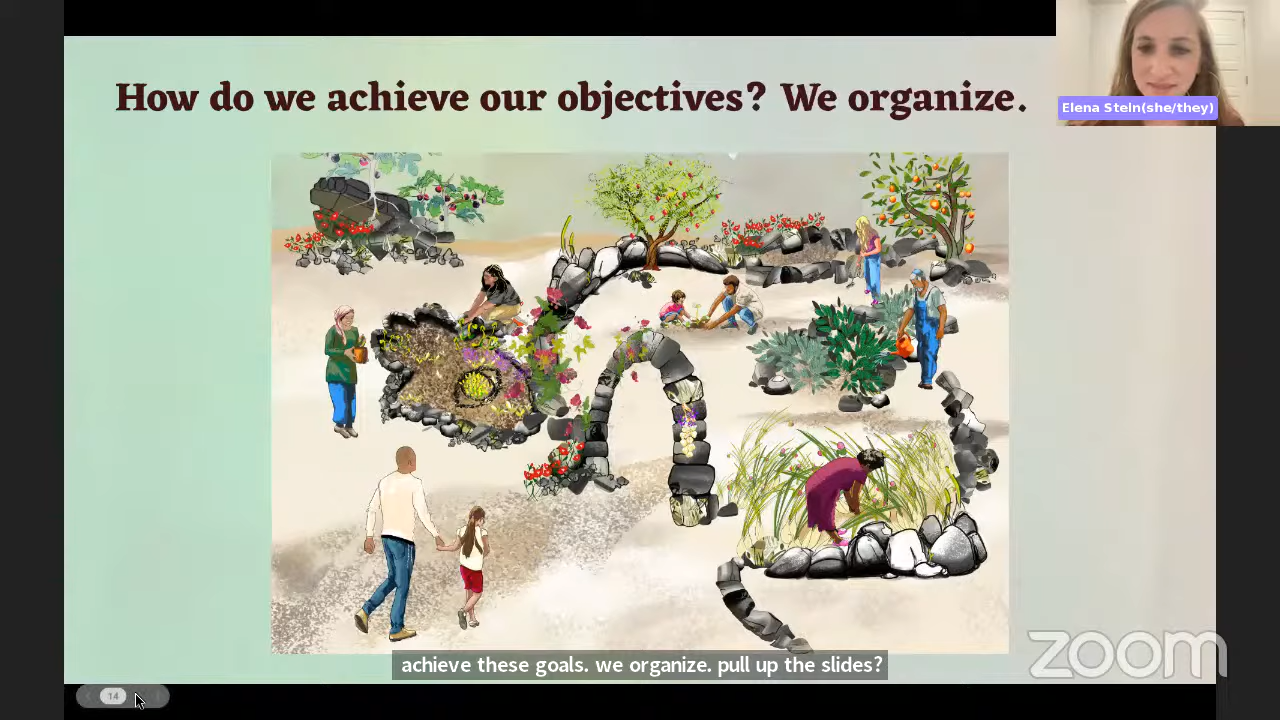 How do we achieve our objectives? We organize.
Elena Stein(she/they)
achieve these goals. we organize. pull up the slides?
zoom
14